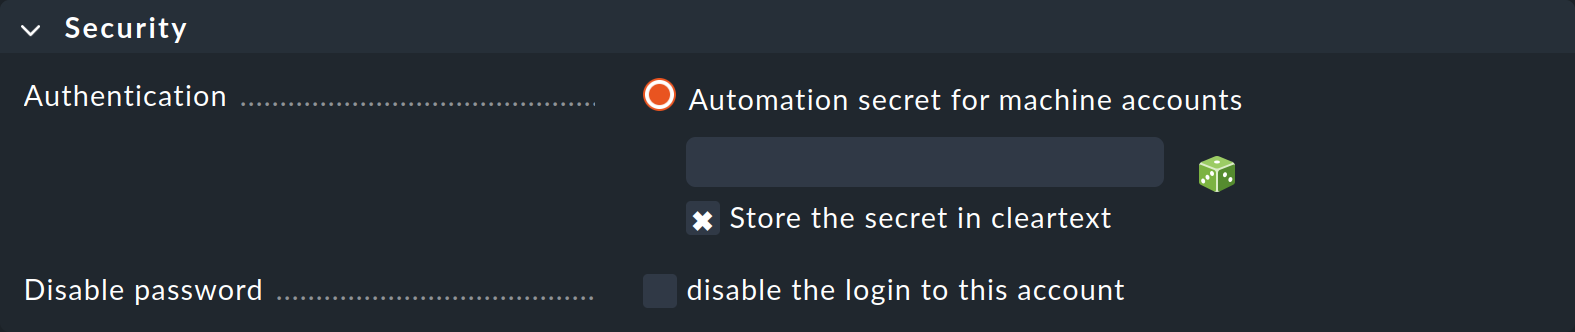 Security
Authentication
Automation secret for machine accounts
Store the secret in cleartext
Disable password
disable the login to this account